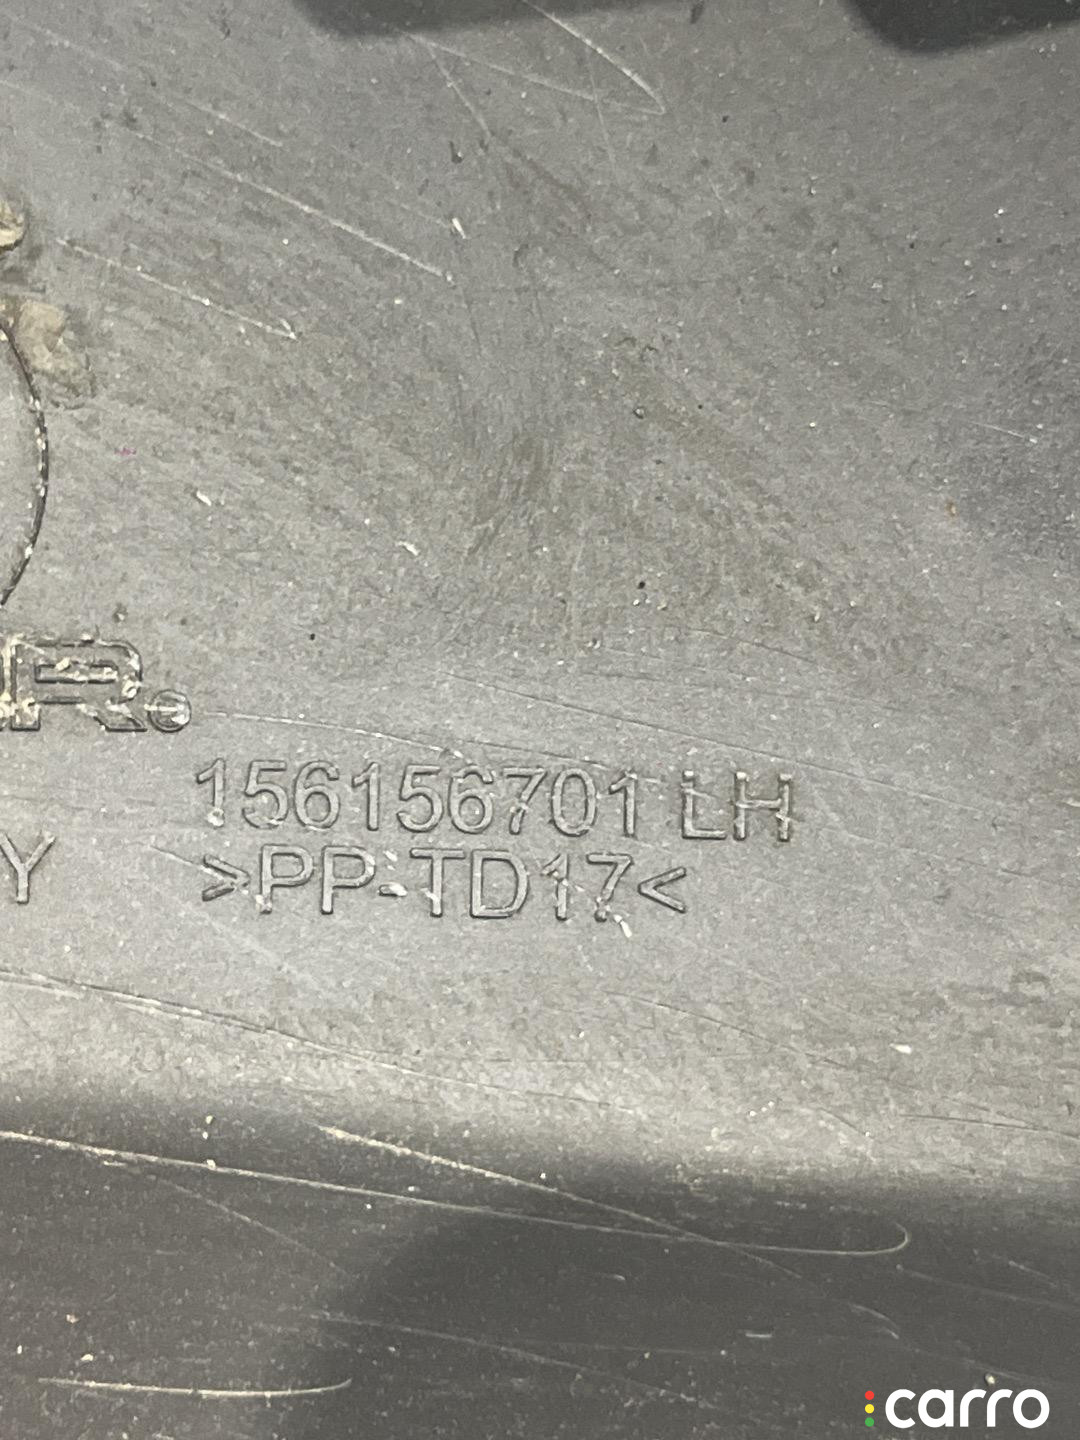 R.
156156701 LH
Y
>PP-TD17<
carro